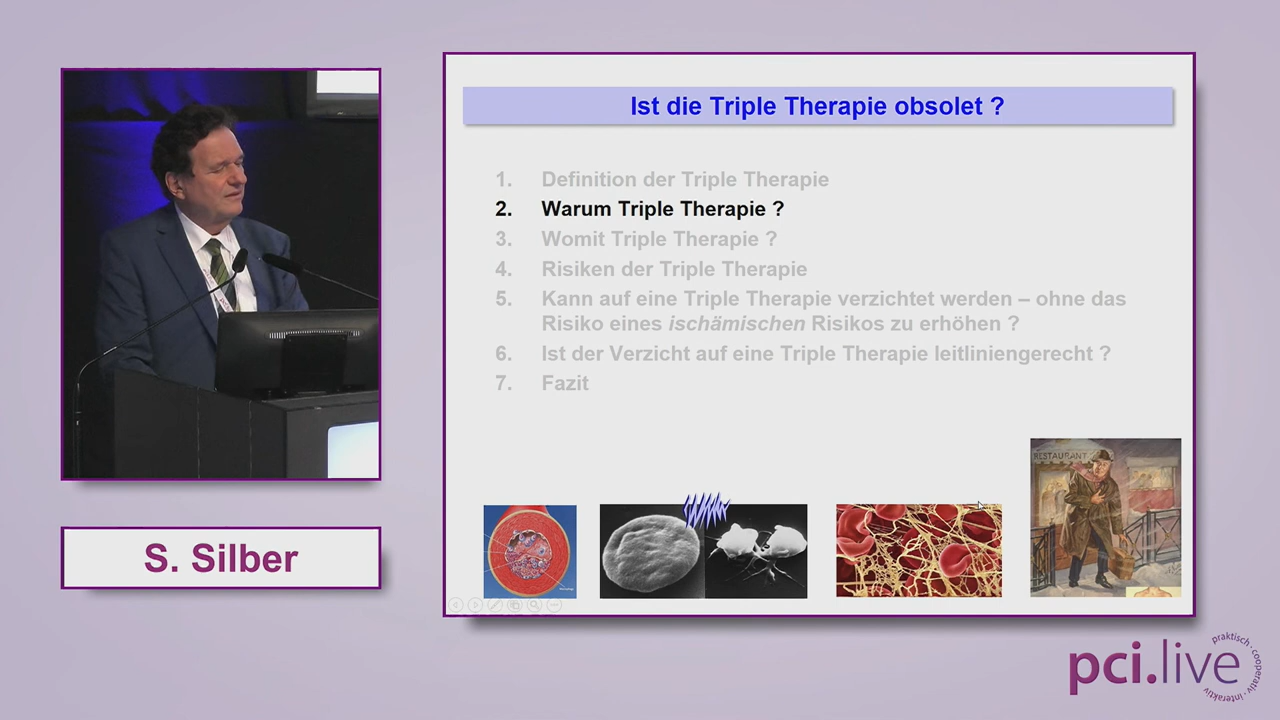 Ist die Triple Therapie obsolet ?
1. Definition der Triple Therapie
2. Warum Triple Therapie ?
3. Womit Triple Therapie ?
4. Risiken der Triple Therapie
5. Kann auf eine Triple Therapie verzichtet werden – ohne das
Risiko eines ischämischen Risikos zu erhöhen ?
6. Ist der Verzicht auf eine Triple Therapie leitliniengerecht ?
7. Fazit
RESTAURANT
S. Silber
pci.live
praktisch · cooperativ · interaktiv